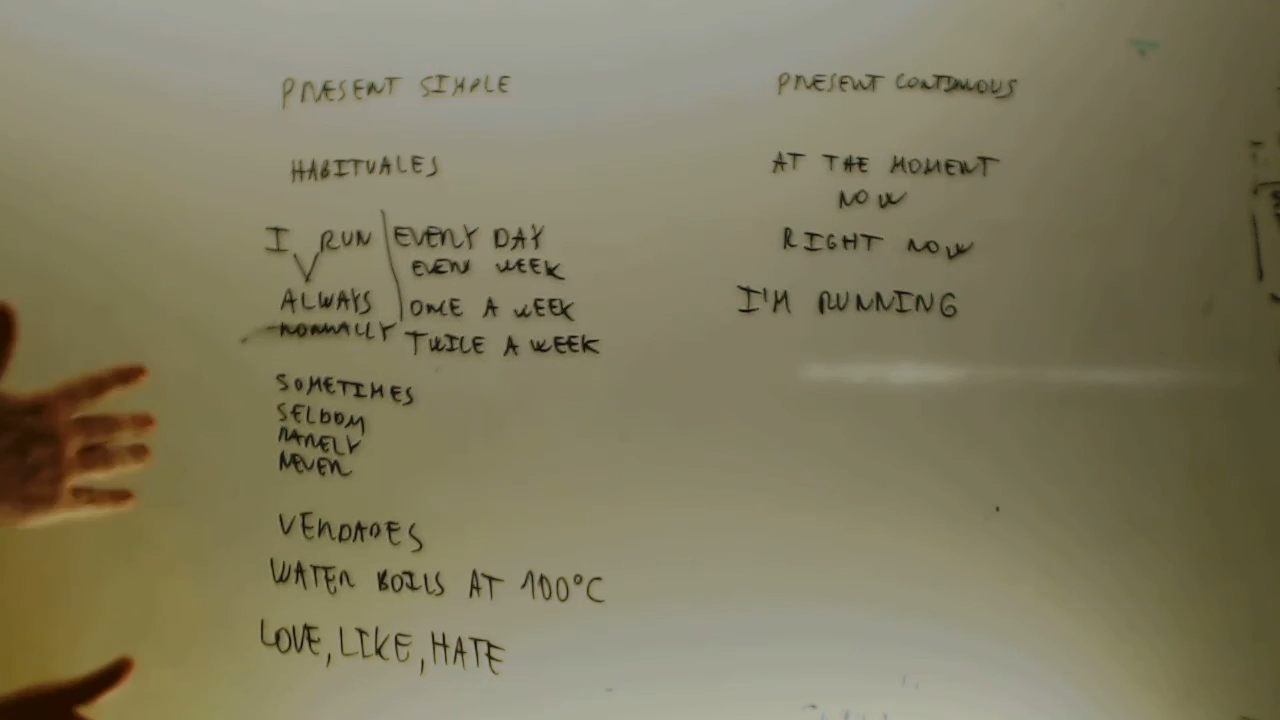 PRESENT SIMPLE
HABITUALES
I RUN EVERY DAY
EVERY WEEK
ALWAYS ONCE A WEEK
NORMALLY TWICE A WEEK
SOMETIMES
SELDOM
RARELY
NEVER
VERDADES
WATER BOILS AT 100°C
LOVE, LIKE, HATE
PRESENT CONTINUOUS
AT THE MOMENT
NOW
RIGHT NOW
I'M RUNNING